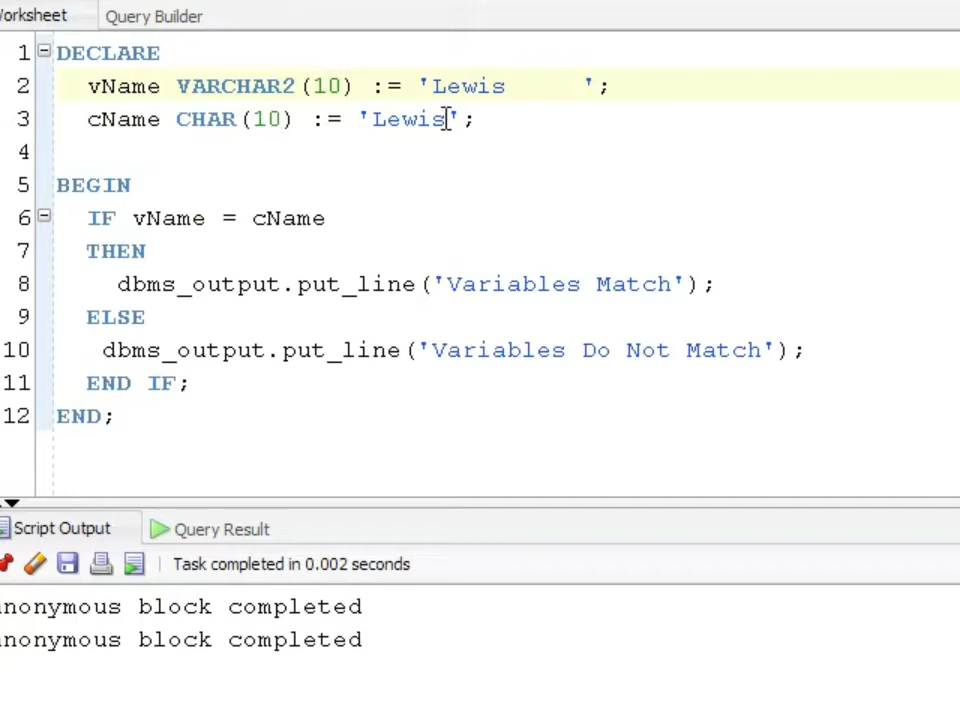 orksheet Query Builder
1 DECLARE
2 vName VARCHAR2(10) := 'Lewis     ';
3 cName CHAR(10) := 'Lewis';
4
5 BEGIN
6 IF vName = cName
7 THEN
8 dbms_output.put_line('Variables Match');
9 ELSE
10 dbms_output.put_line('Variables Do Not Match');
11 END IF;
12 END;
Script Output Query Result
Task completed in 0.002 seconds
anonymous block completed
anonymous block completed